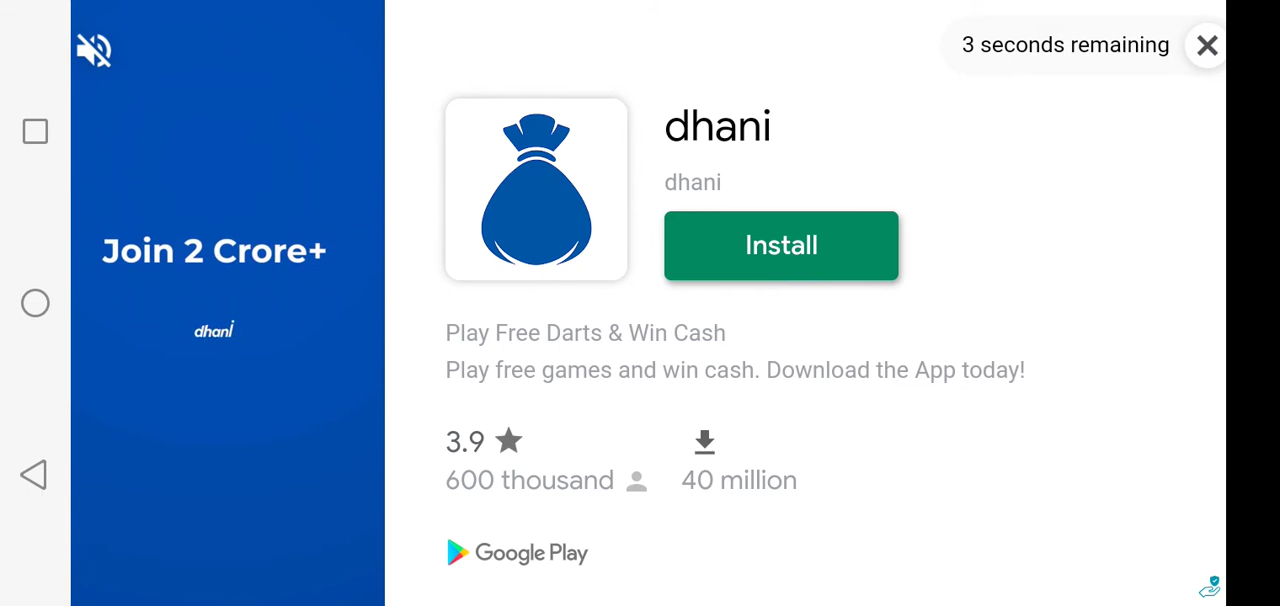 3 seconds remaining
Join 2 Crore+
dhani
dhani
dhani
Install
Play Free Darts & Win Cash
Play free games and win cash. Download the App today!
3.9
600 thousand
40 million
Google Play